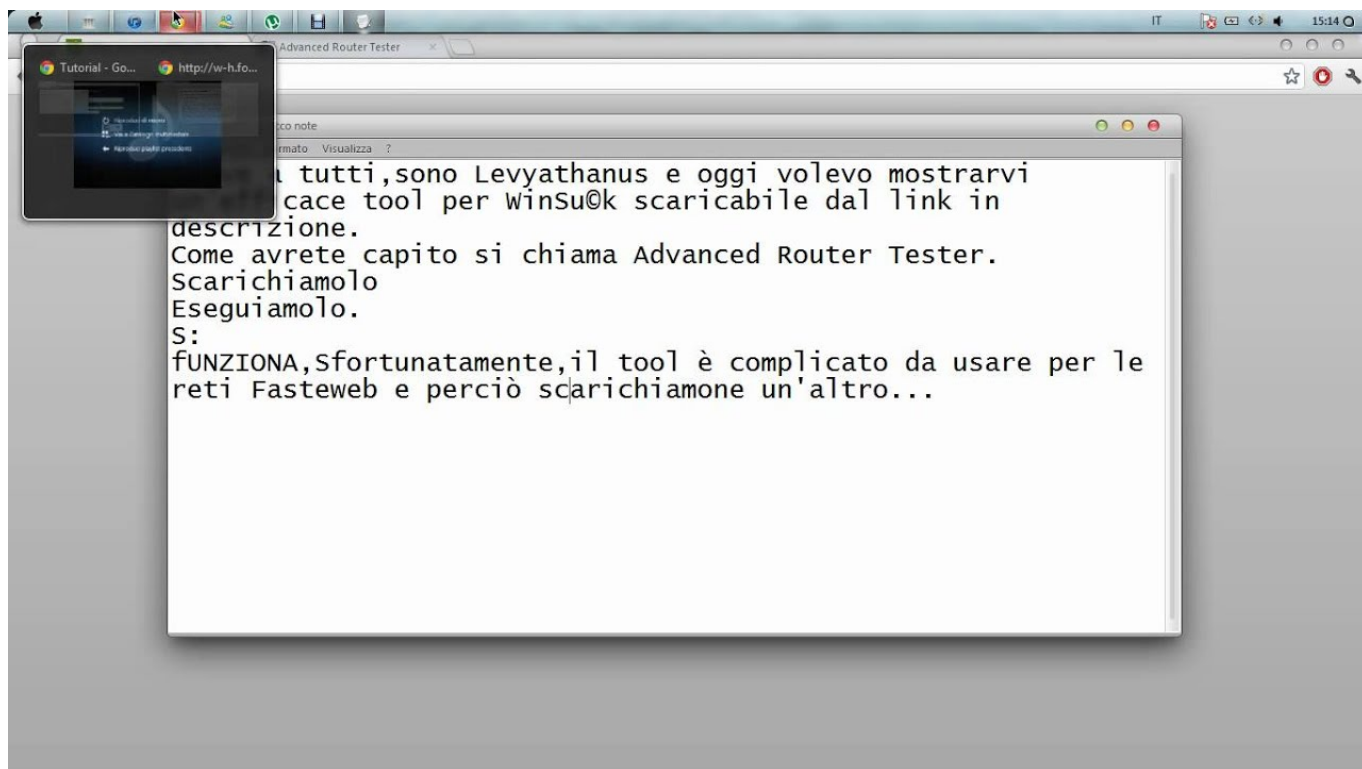 IT
15:14
Advanced Router Tester
Tutorial - Go...
http://w-h.fo...
cco note
rmato Visualizza ?
a tutti,sono Levyathanus e oggi volevo mostrarvi
cace tool per WinSu©k scaricabile dal link in
descrizione.
Come avrete capito si chiama Advanced Router Tester.
Scarichiamolo
Eseguiamolo.
S:
fUNZIONA,Sfortunatamente,il tool è complicato da usare per le
reti Fasteweb e perciò scarichiamone un'altro...